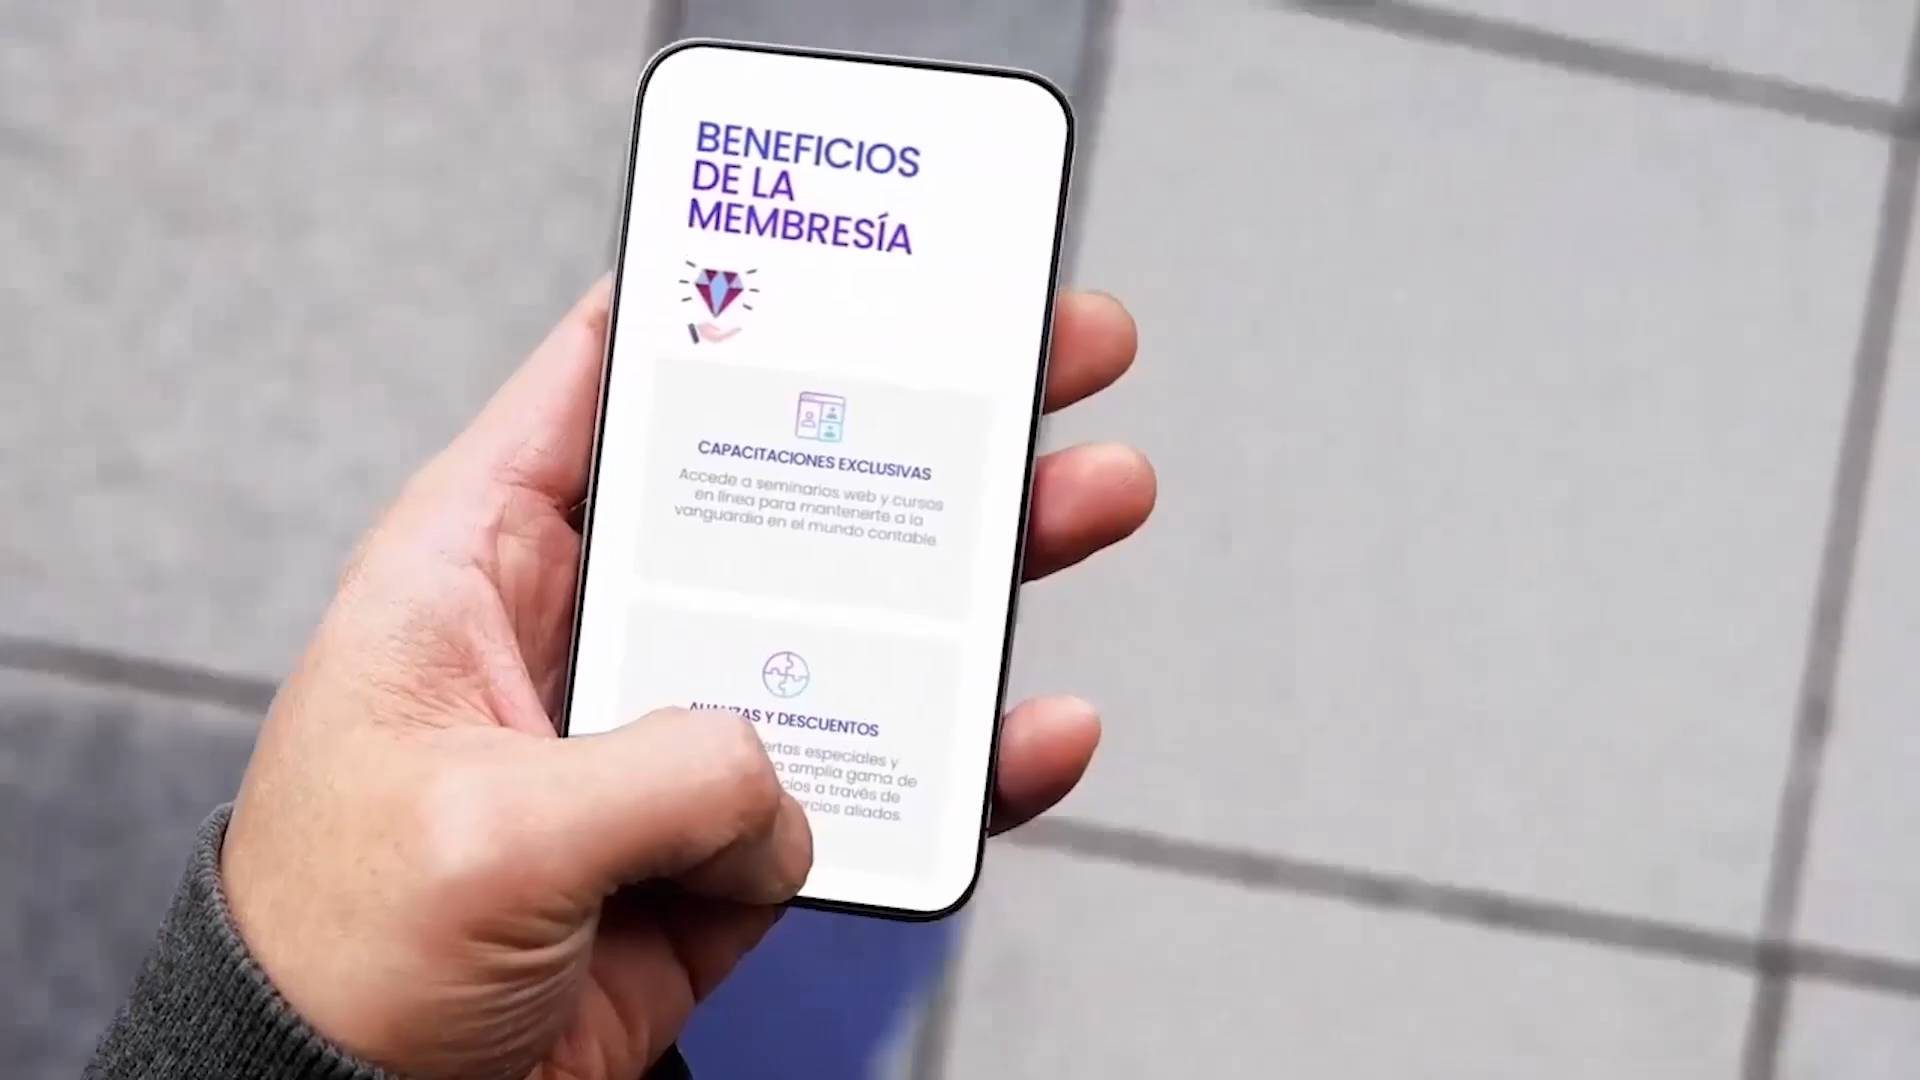 BENEFICIOS
DE LA
MEMBRESÍA
CAPACITACIONES EXCLUSIVAS
Accede a seminarios web y cursos
en línea para mantenerte a la
vanguardia en el mundo contable
ALIANZAS Y DESCUENTOS
especiales y
amplia gama de
a través de
aliados.